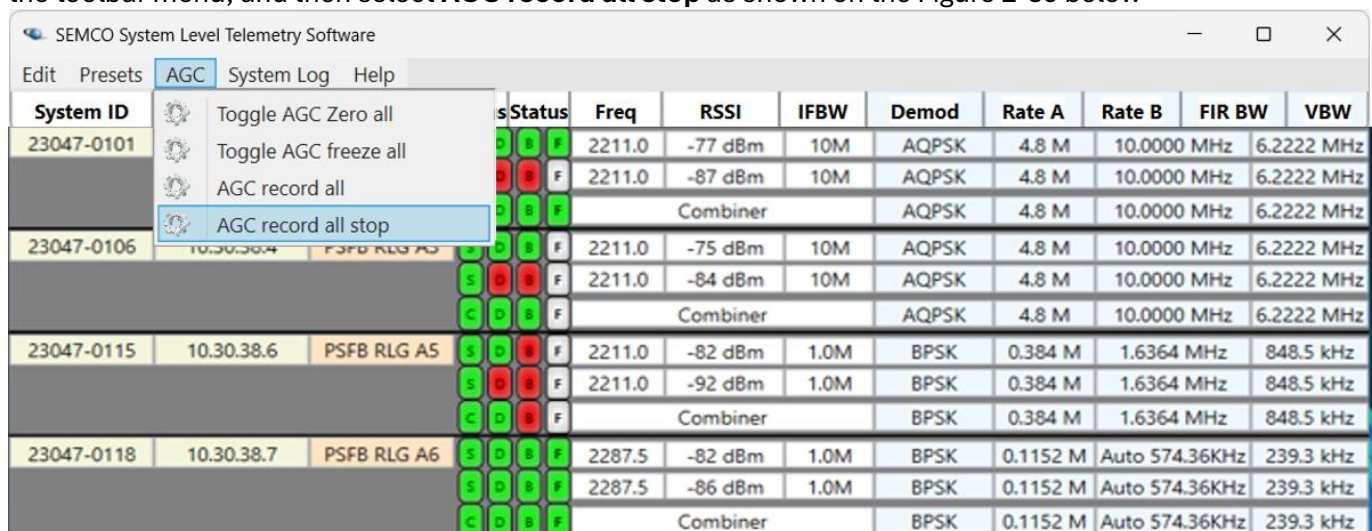 the toolbar menu, and then select AGC record all stop as shown on the Figure 2-80 below
SEMCO System Level Telemetry Software
Edit Presets AGC System Log Help
System ID s Status Freq RSSI IFBW Demod Rate A Rate B FIR BW VBW
Toggle AGC Zero all
Toggle AGC freeze all
AGC record all
AGC record all stop
23047-0101 D B F 2211.0 -77 dBm 10M AQPSK 4.8 M 10.0000 MHz 6.2222 MHz
D B F 2211.0 -87 dBm 10M AQPSK 4.8 M 10.0000 MHz 6.2222 MHz
D B F Combiner AQPSK 4.8 M 10.0000 MHz 6.2222 MHz
23047-0106 10.30.38.4 PSFB RLG A3 S D B F 2211.0 -75 dBm 10M AQPSK 4.8 M 10.0000 MHz 6.2222 MHz
S D B F 2211.0 -84 dBm 10M AQPSK 4.8 M 10.0000 MHz 6.2222 MHz
C D B F Combiner AQPSK 4.8 M 10.0000 MHz 6.2222 MHz
23047-0115 10.30.38.6 PSFB RLG A5 S D B F 2211.0 -82 dBm 1.0M BPSK 0.384 M 1.6364 MHz 848.5 kHz
S D B F 2211.0 -92 dBm 1.0M BPSK 0.384 M 1.6364 MHz 848.5 kHz
C D B F Combiner BPSK 0.384 M 1.6364 MHz 848.5 kHz
23047-0118 10.30.38.7 PSFB RLG A6 S D B F 2287.5 -82 dBm 1.0M BPSK 0.1152 M Auto 574.36KHz 239.3 kHz
S D B F 2287.5 -86 dBm 1.0M BPSK 0.1152 M Auto 574.36KHz 239.3 kHz
C D B F Combiner BPSK 0.1152 M Auto 574.36KHz 239.3 kHz